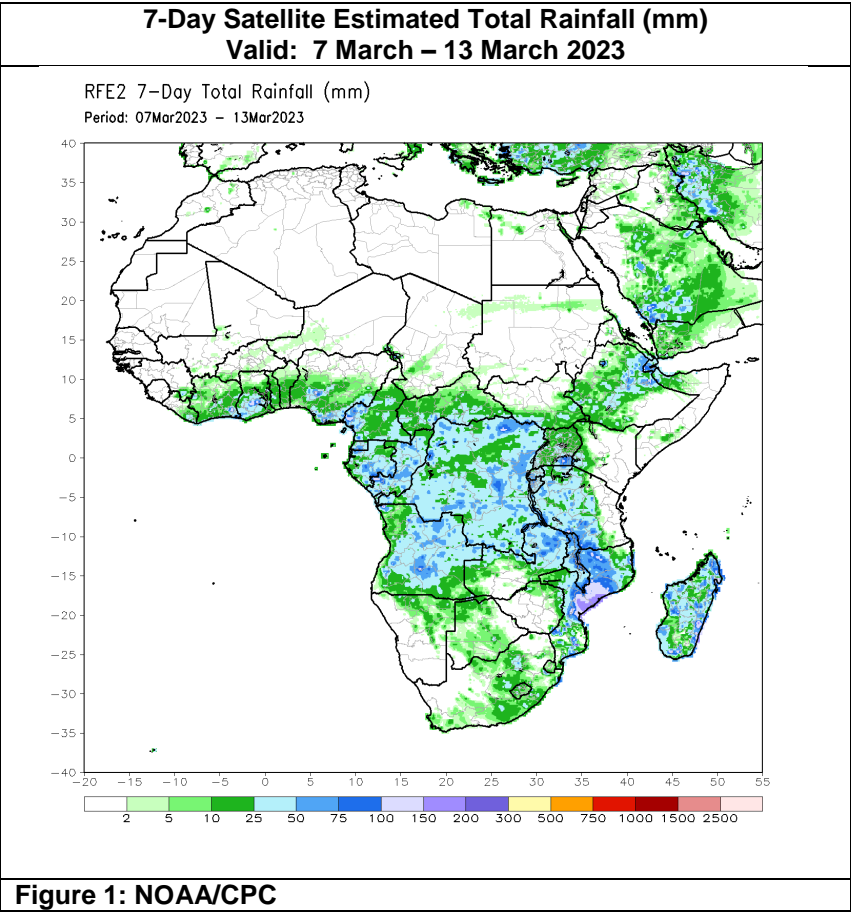 7-Day Satellite Estimated Total Rainfall (mm)
Valid: 7 March – 13 March 2023
RFE2 7-Day Total Rainfall (mm)
Period: 07Mar2023 - 13Mar2023
40
35
30
25
20
15
10
5
0
-5
-10
-15
-20
-25
-30
-35
-40
-20 -15 -10 -5 0 5 10 15 20 25 30 35 40 45 50 55
2 5 10 25 50 75 100 150 200 300 500 750 1000 1500 2500
Figure 1: NOAA/CPC